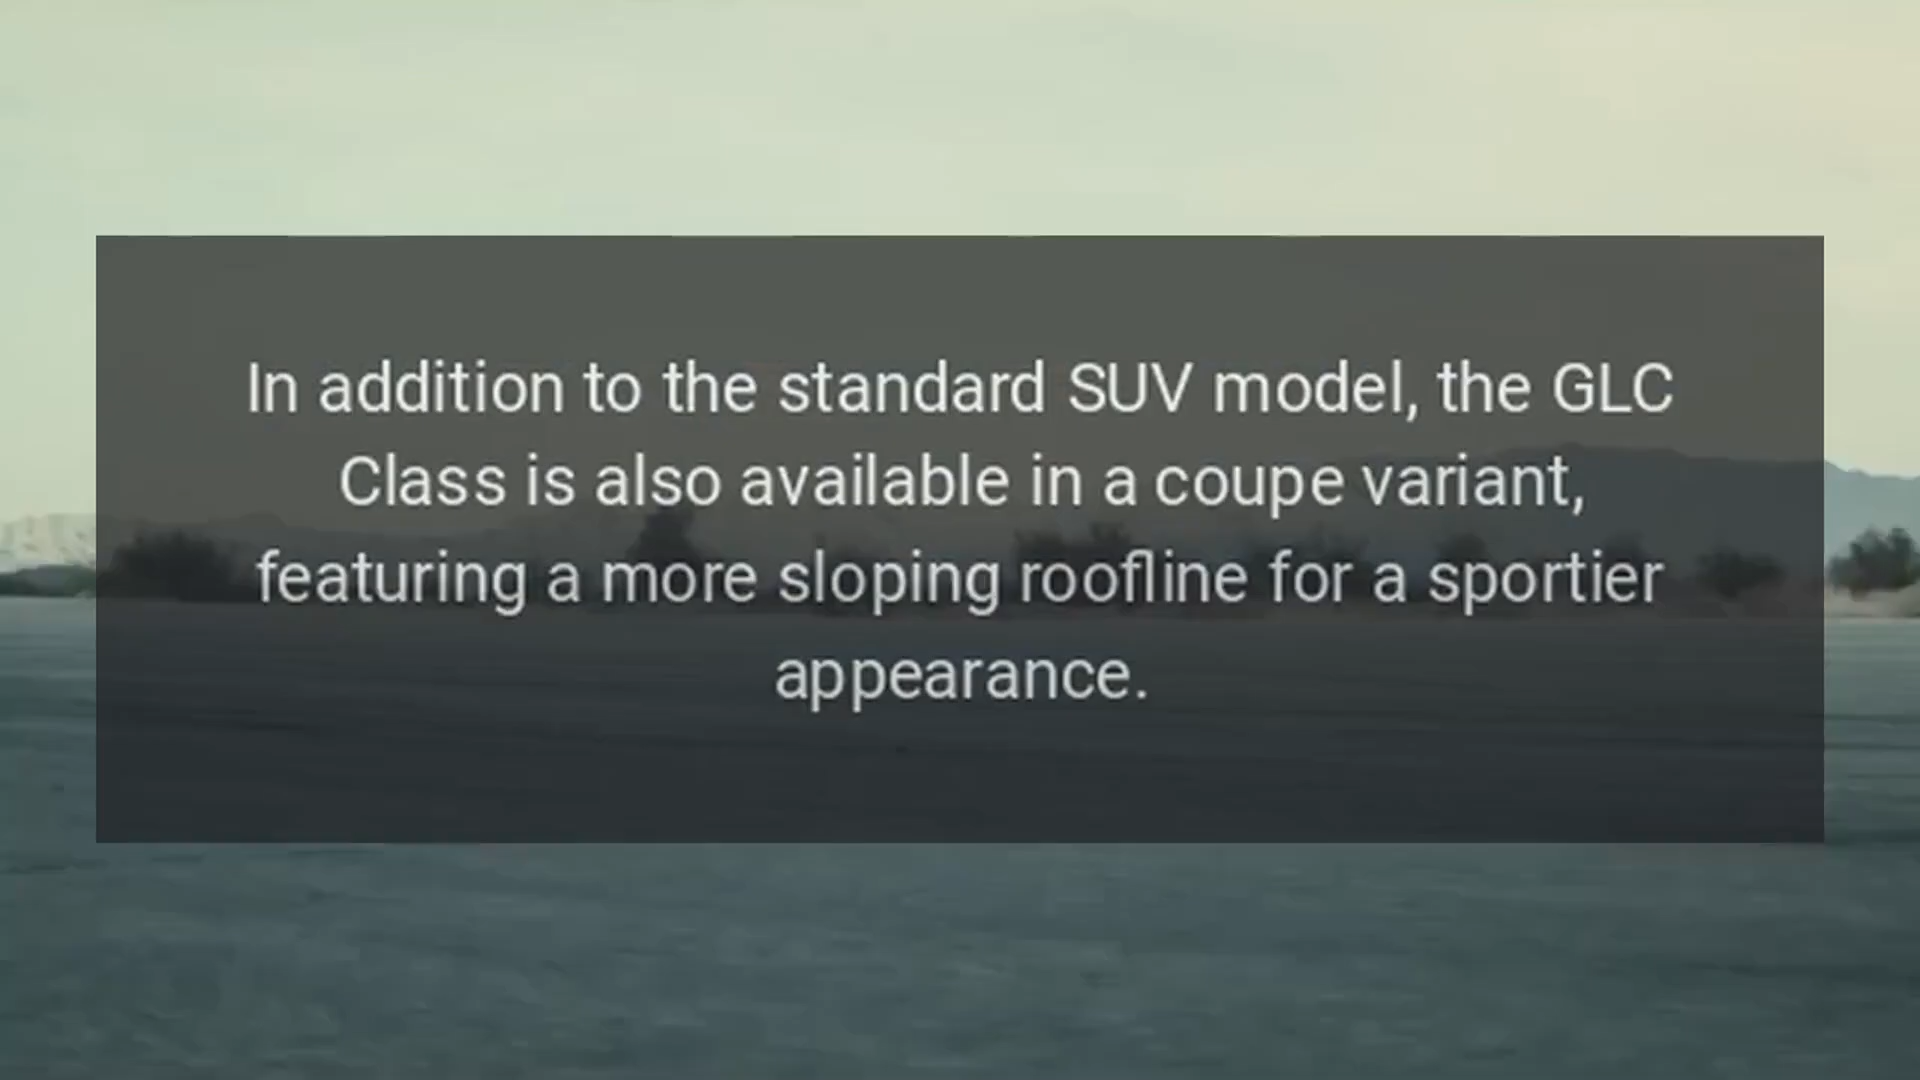 In addition to the standard SUV model, the GLC
Class is also available in a coupe variant,
featuring a more sloping roofline for a sportier
appearance.